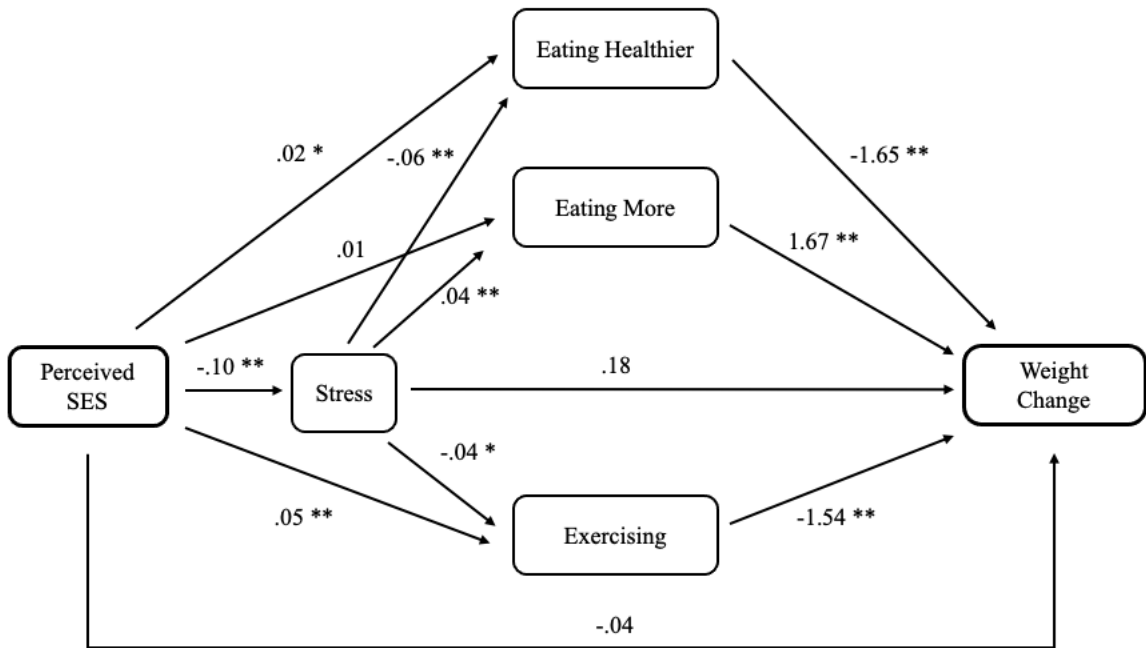 Eating Healthier
.02 *
-.06 **
-1.65 **
Eating More
.01
1.67 **
.04 **
Perceived
SES
-.10 **
Stress
.18
Weight
Change
-.04 *
.05 **
Exercising
-1.54 **
-.04